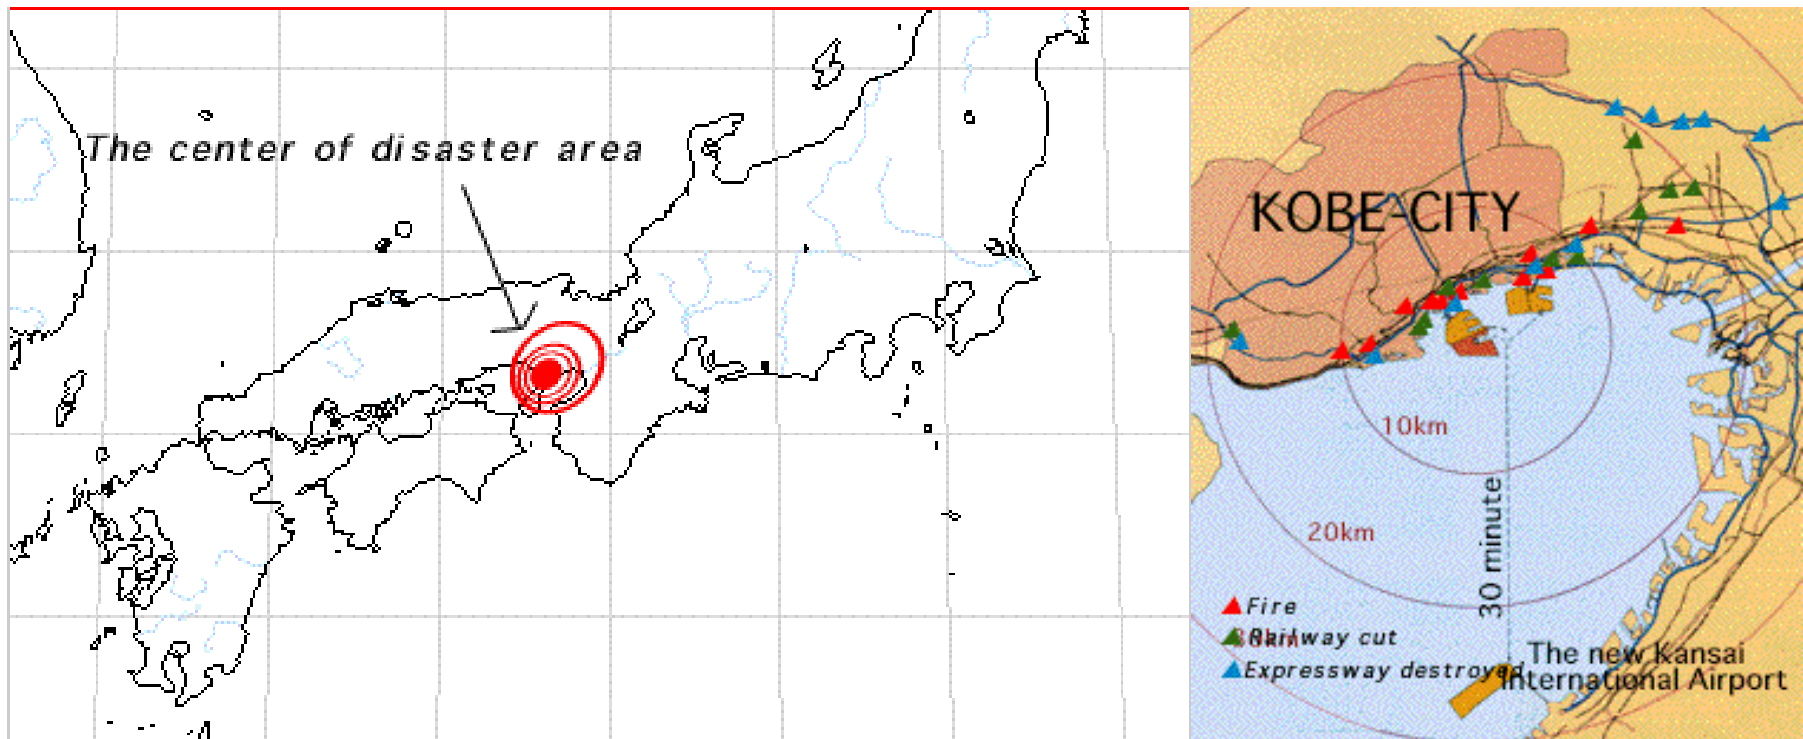 The center of disaster area
KOBE-CITY
10km
20km
30 minute
Fire
30km
Railway cut
Expressway destroyed
The new Kansai
International Airport